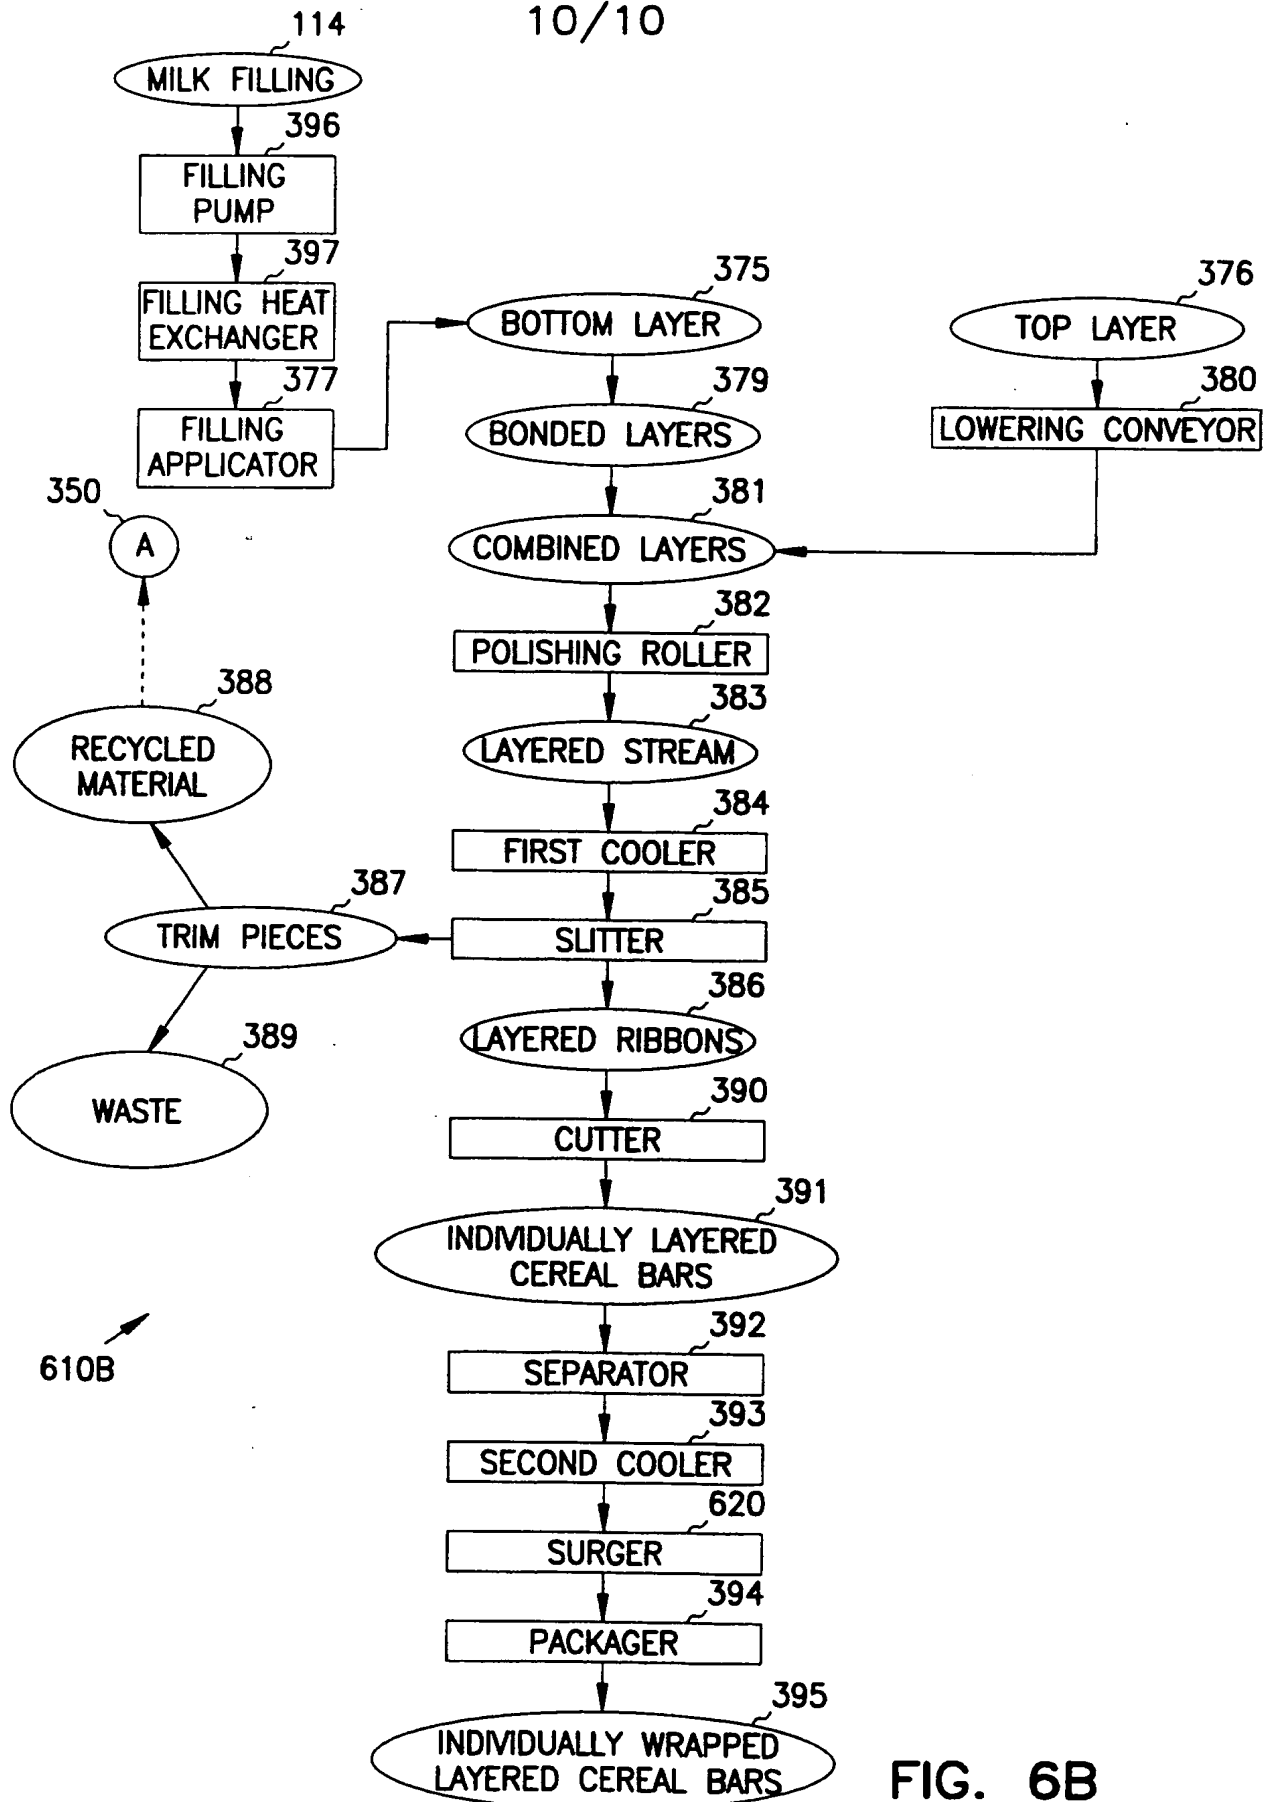 10/10
114
MILK FILLING
396
FILLING
PUMP
397
FILLING HEAT
EXCHANGER
377
FILLING
APPLICATOR
375
BOTTOM LAYER
376
TOP LAYER
379
BONDED LAYERS
380
LOWERING CONVEYOR
350
A
381
COMBINED LAYERS
382
POLISHING ROLLER
388
RECYCLED
MATERIAL
383
LAYERED STREAM
384
FIRST COOLER
387
TRIM PIECES
385
SLITTER
386
LAYERED RIBBONS
389
WASTE
390
CUTTER
391
INDIVIDUALLY LAYERED
CEREAL BARS
610B
392
SEPARATOR
393
SECOND COOLER
620
SURGER
394
PACKAGER
395
INDIVIDUALLY WRAPPED
LAYERED CEREAL BARS
FIG. 6B